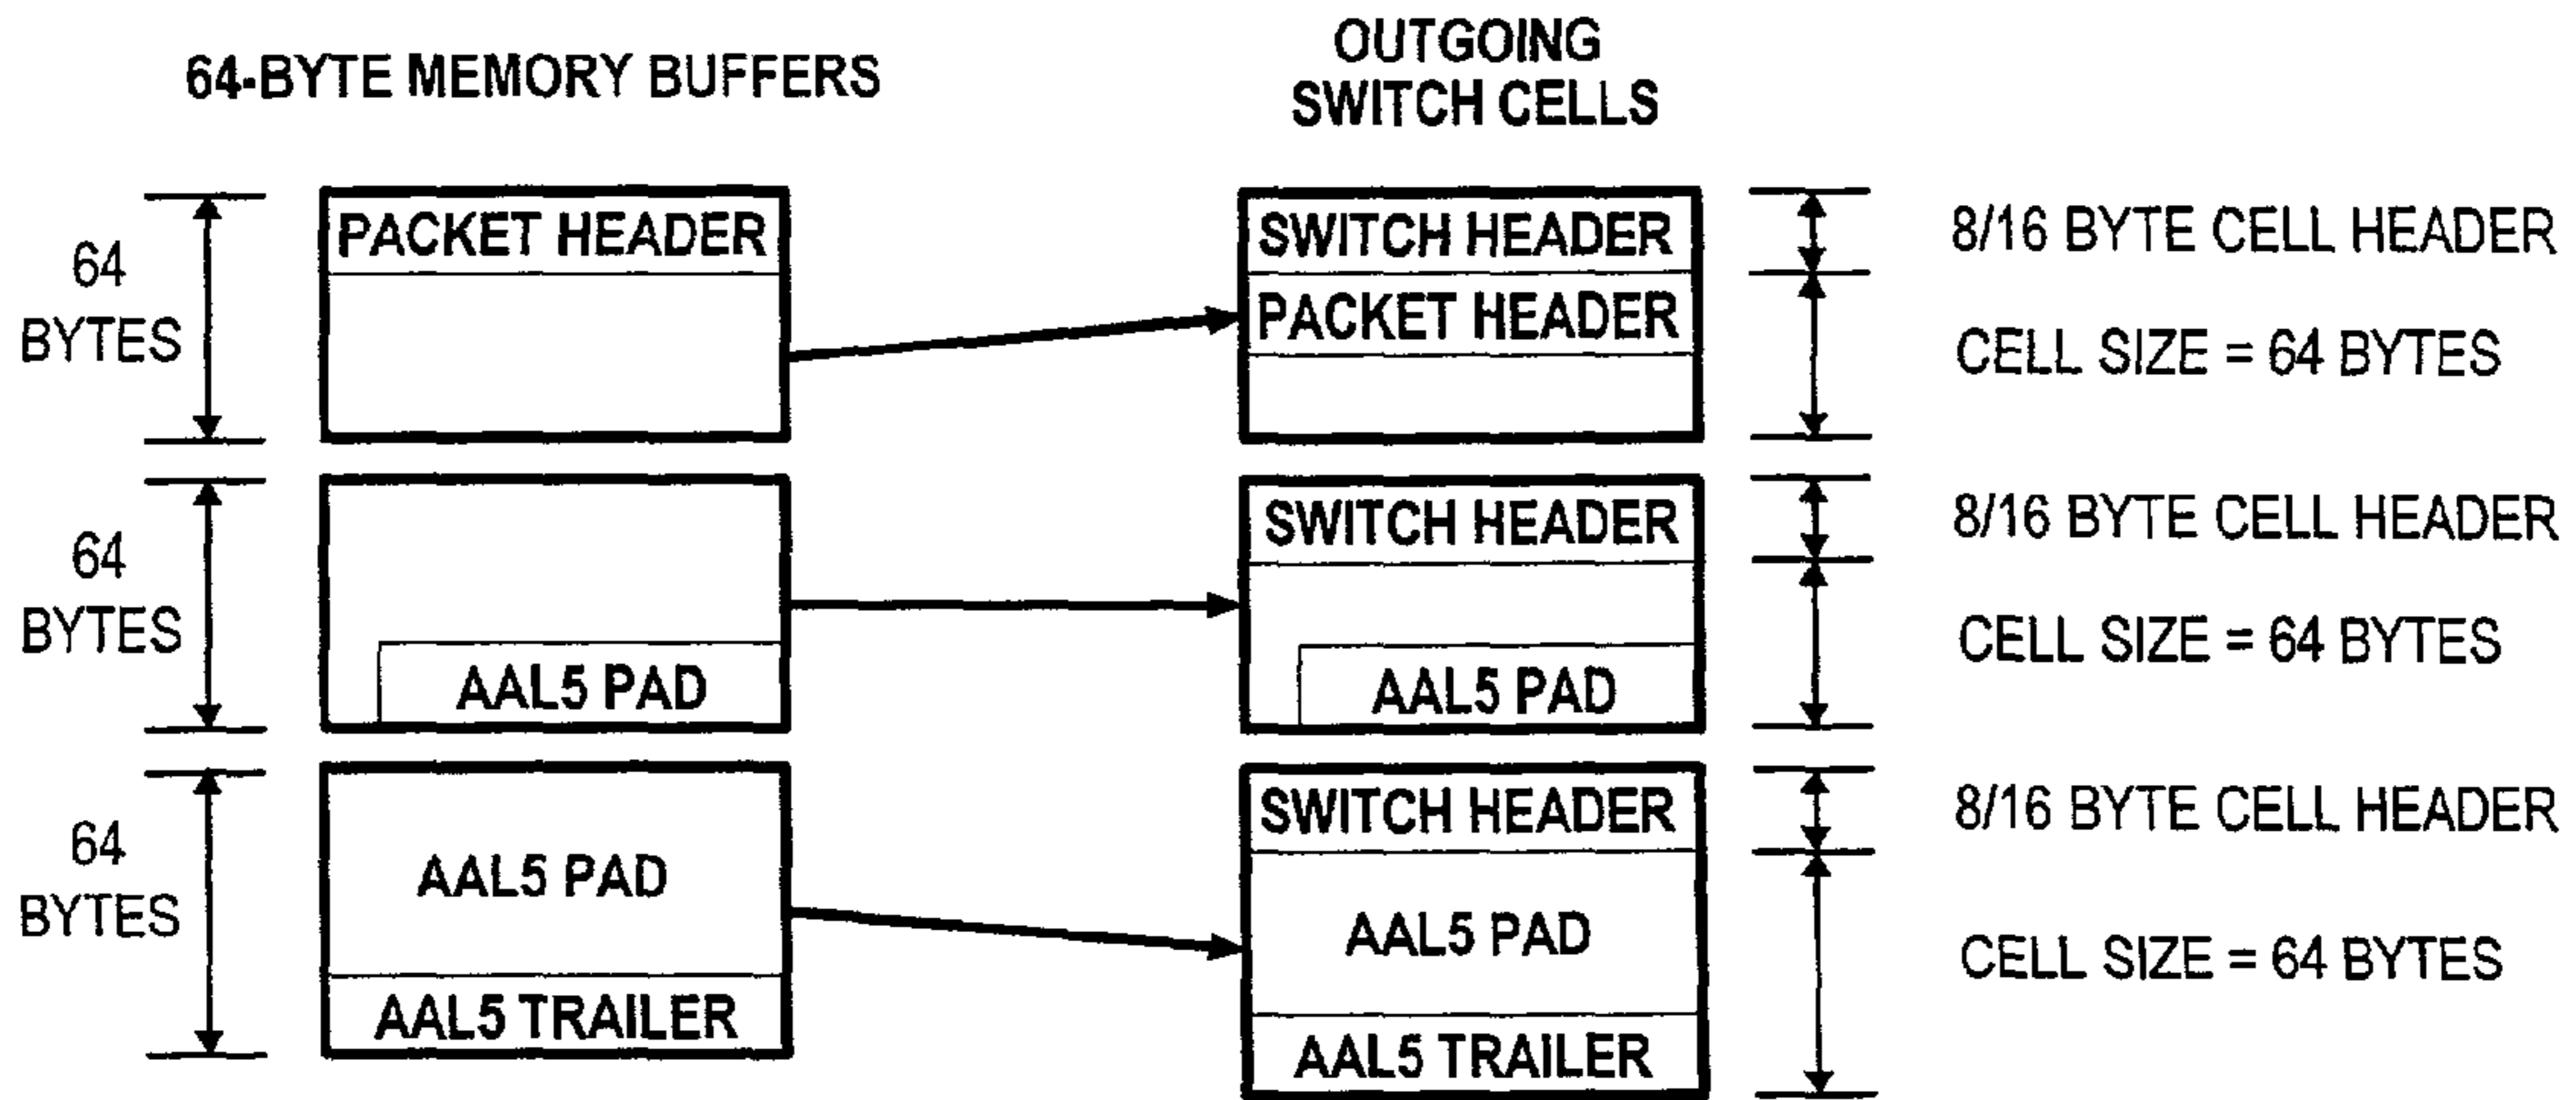 64-BYTE MEMORY BUFFERS
OUTGOING
SWITCH CELLS
64
BYTES
PACKET HEADER
SWITCH HEADER
PACKET HEADER
8/16 BYTE CELL HEADER
CELL SIZE = 64 BYTES
64
BYTES
AAL5 PAD
SWITCH HEADER
AAL5 PAD
8/16 BYTE CELL HEADER
CELL SIZE = 64 BYTES
64
BYTES
AAL5 PAD
AAL5 TRAILER
SWITCH HEADER
AAL5 PAD
AAL5 TRAILER
8/16 BYTE CELL HEADER
CELL SIZE = 64 BYTES